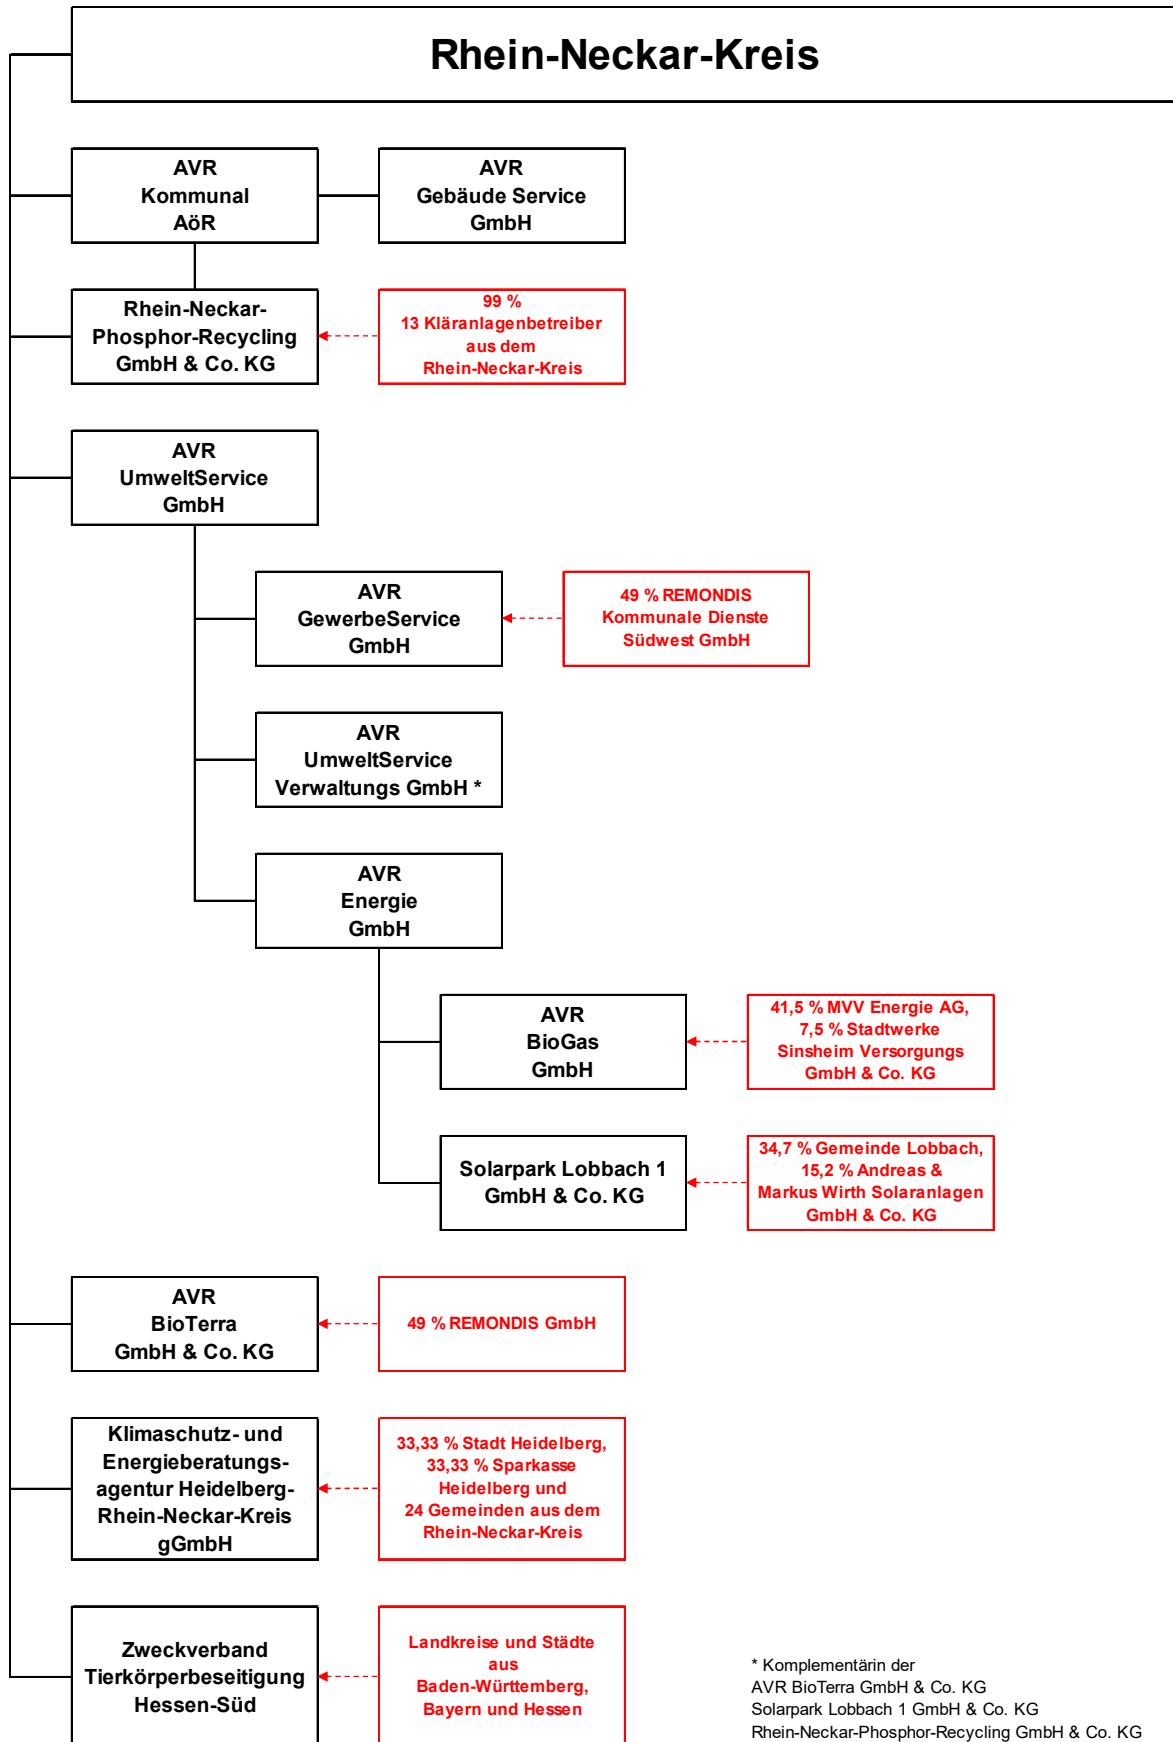 Rhein-Neckar-Kreis
AVR
Kommunal
AöR
AVR
Gebäude Service
GmbH
Rhein-Neckar-
Phosphor-Recycling
GmbH & Co. KG
99 %
13 Kläranlagenbetreiber
aus dem
Rhein-Neckar-Kreis
AVR
UmweltService
GmbH
AVR
GewerbeService
GmbH
49 % REMONDIS
Kommunale Dienste
Südwest GmbH
AVR
UmweltService
Verwaltungs GmbH *
AVR
Energie
GmbH
AVR
BioGas
GmbH
41,5 % MVV Energie AG,
7,5 % Stadtwerke
Sinsheim Versorgungs
GmbH & Co. KG
Solarpark Lobbach 1
GmbH & Co. KG
34,7 % Gemeinde Lobbach,
15,2 % Andreas &
Markus Wirth Solaranlagen
GmbH & Co. KG
AVR
BioTerra
GmbH & Co. KG
49 % REMONDIS GmbH
Klimaschutz- und
Energieberatungs-
agentur Heidelberg-
Rhein-Neckar-Kreis
gGmbH
33,33 % Stadt Heidelberg,
33,33 % Sparkasse
Heidelberg und
24 Gemeinden aus dem
Rhein-Neckar-Kreis
Zweckverband
Tierkörperbeseitigung
Hessen-Süd
Landkreise und Städte
aus
Baden-Württemberg,
Bayern und Hessen
* Komplementärin der
AVR BioTerra GmbH & Co. KG
Solarpark Lobbach 1 GmbH & Co. KG
Rhein-Neckar-Phosphor-Recycling GmbH & Co. KG